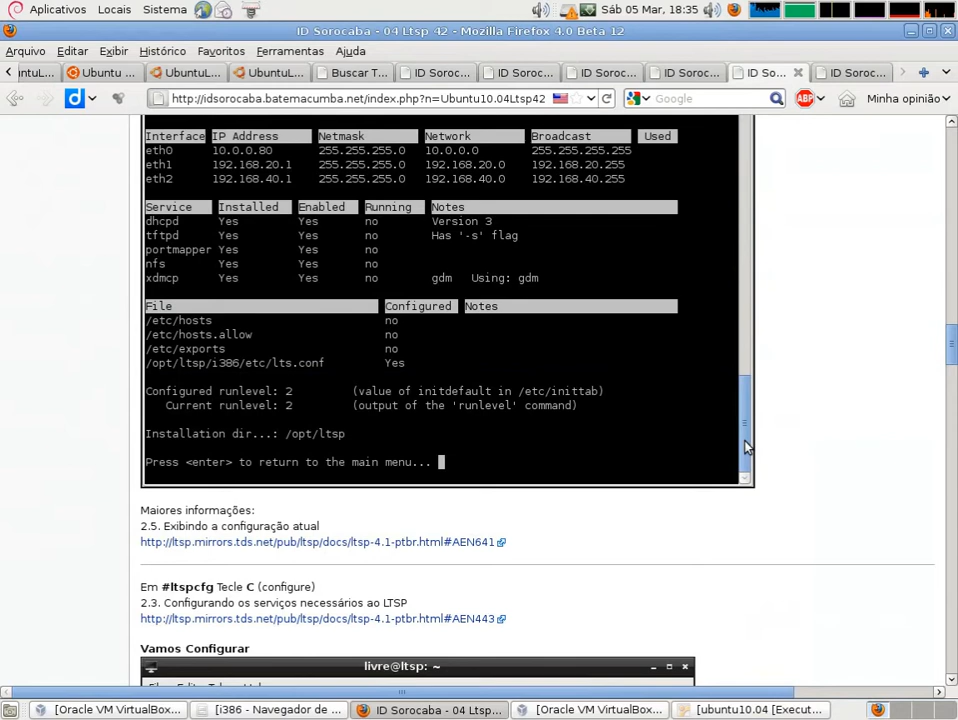 Aplicativos Locais Sistema Sáb 05 Mar, 18:35
ID Sorocaba - 04 Ltsp 42 - Mozilla Firefox 4.0 Beta 12
Arquivo Editar Exibir Histórico Favoritos Ferramentas Ajuda
untuL... Ubuntu ... UbuntuL... UbuntuL... Buscar T... ID Soroc... ID Soroc... ID Soroc... ID Soroc... ID So... ID Soroc...
http://idsorocaba.batemacumba.net/index.php?n=Ubuntu10.04Ltsp42 Google ABP Minha opinião
Interface IP Address Netmask Network Broadcast Used
eth0 10.0.0.80 255.255.255.0 10.0.0.0 255.255.255.255
eth1 192.168.20.1 255.255.255.0 192.168.20.0 192.168.20.255
eth2 192.168.40.1 255.255.255.0 192.168.40.0 192.168.40.255
Service Installed Enabled Running Notes
dhcpd Yes Yes no Version 3
tftpd Yes Yes no Has '-s' flag
portmapper Yes Yes no
nfs Yes Yes no
xdmcp Yes Yes no gdm Using: gdm
File Configured Notes
/etc/hosts no
/etc/hosts.allow no
/etc/exports no
/opt/ltsp/i386/etc/lts.conf Yes
Configured runlevel: 2 (value of initdefault in /etc/inittab)
Current runlevel: 2 (output of the 'runlevel' command)
Installation dir...: /opt/ltsp
Press <enter> to return to the main menu...
Maiores informações:
2.5. Exibindo a configuração atual
http://ltsp.mirrors.tds.net/pub/ltsp/docs/ltsp-4.1-ptbr.html#AEN641
Em #ltspcfg Tecle C (configure)
2.3. Configurando os serviços necessários ao LTSP
http://ltsp.mirrors.tds.net/pub/ltsp/docs/ltsp-4.1-ptbr.html#AEN443
Vamos Configurar
livre@ltsp: ~
[Oracle VM VirtualBox... [i386 - Navegador de ... ID Sorocaba - 04 Ltsp... [Oracle VM VirtualBox... [ubuntu10.04 [Execut...